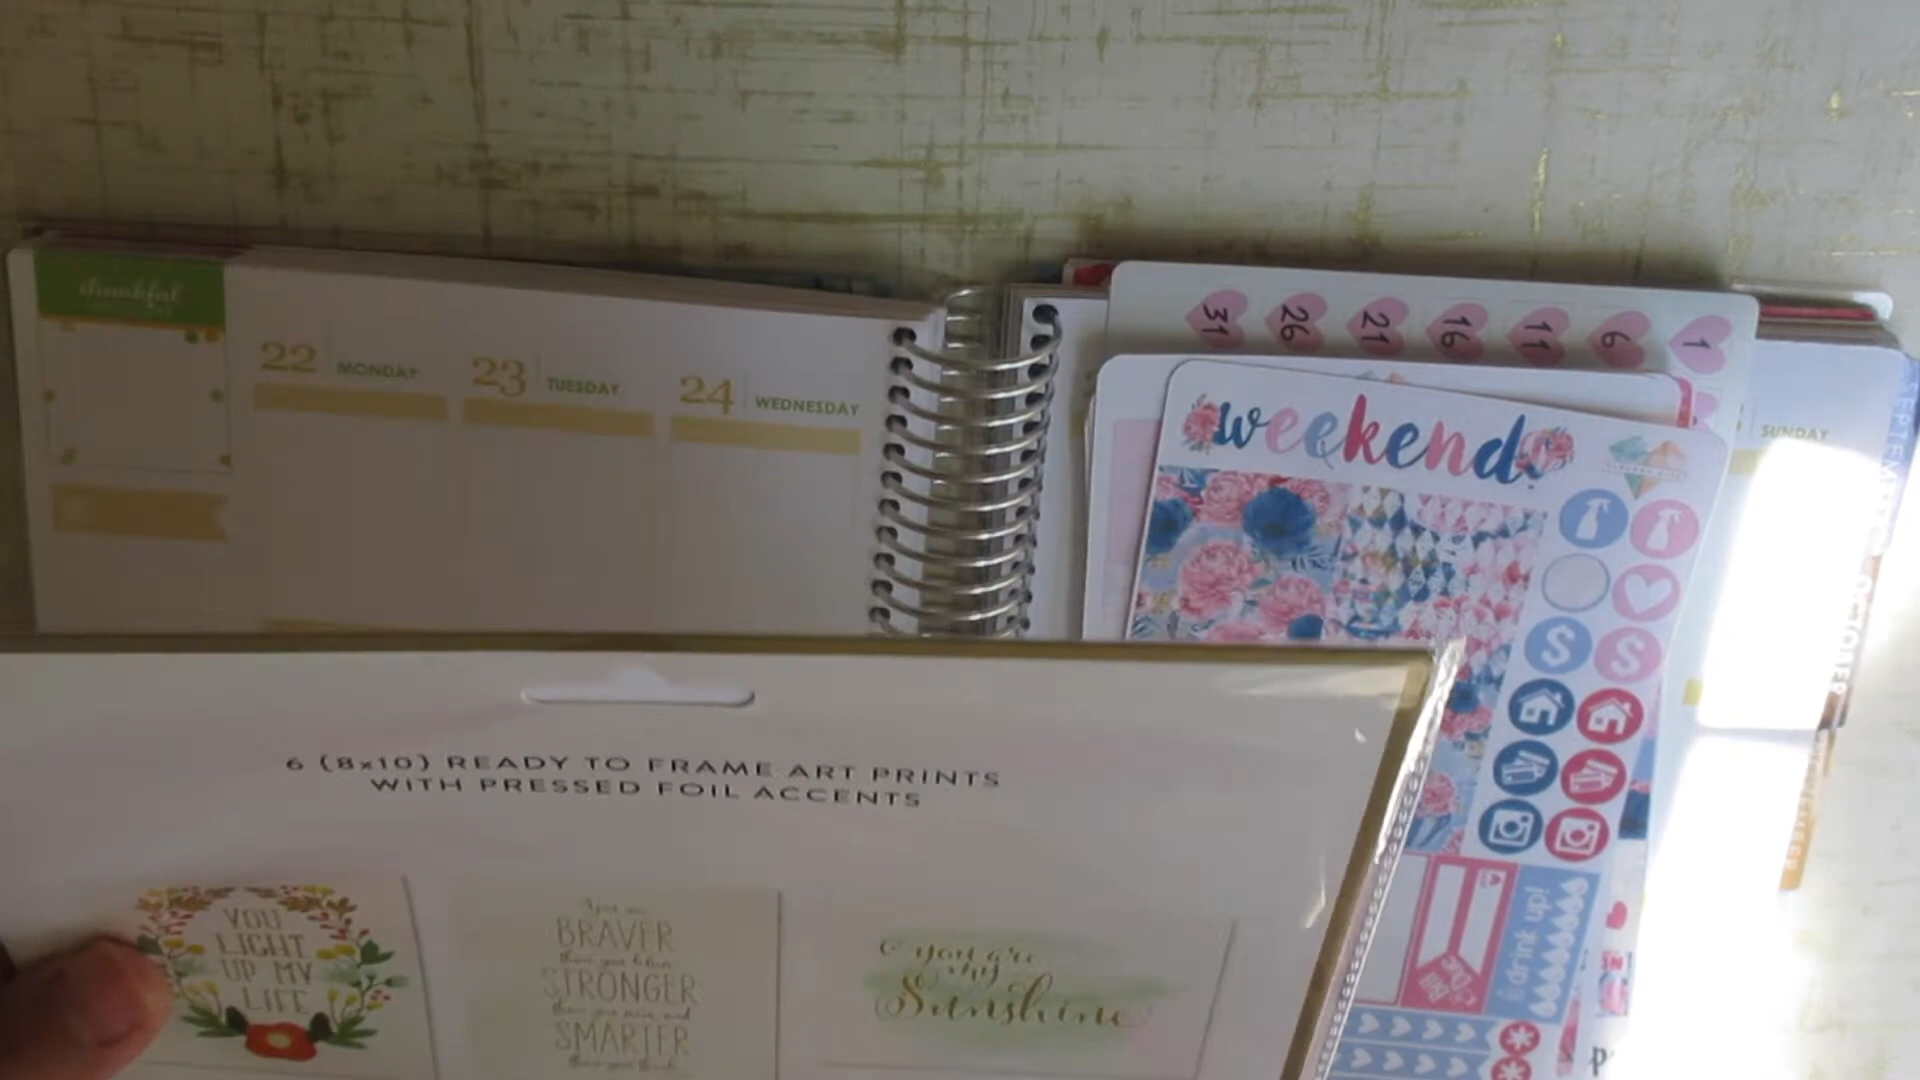 thankful
22 MONDAY
23 TUESDAY
24 WEDNESDAY
31 26 21 16 11 6 1
weekend
SUNDAY
drink up!
6 (8x10) READY TO FRAME ART PRINTS
WITH PRESSED FOIL ACCENTS
YOU
LIGHT
UP MY
LIFE
BRAVER
STRONGER
SMARTER
you are
my
Sunshine